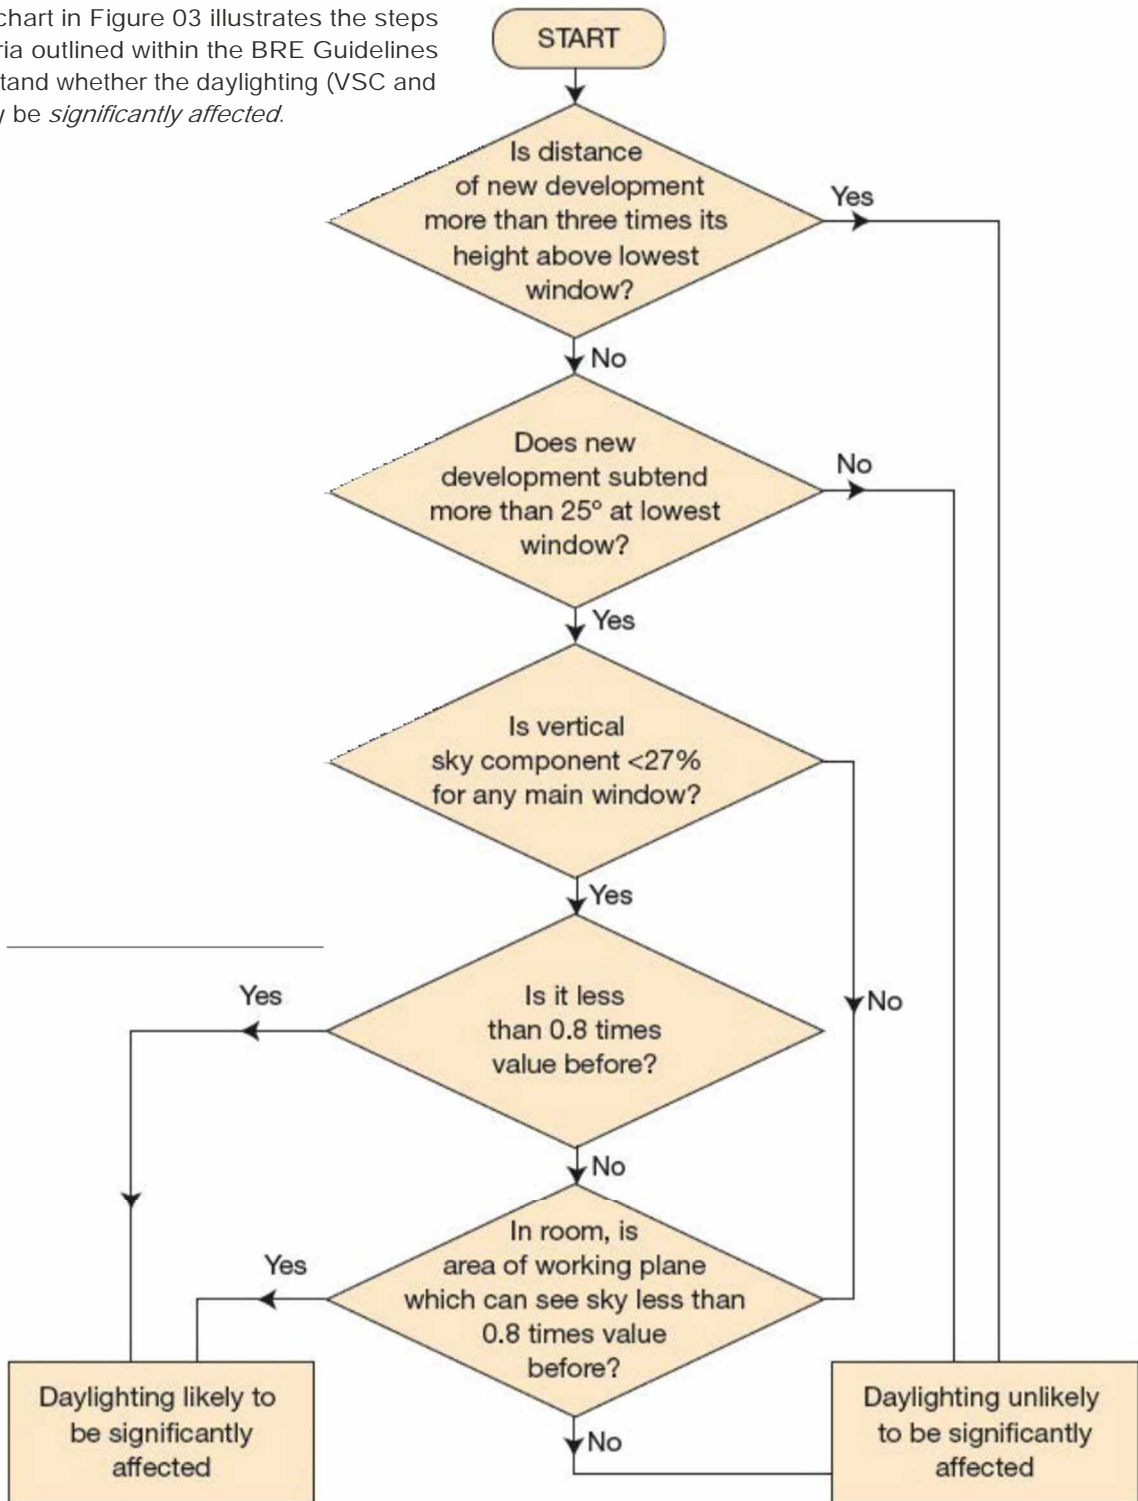 chart in Figure 03 illustrates the steps
ria outlined within the BRE Guidelines
tand whether the daylighting (VSC and
y be significantly affected.
START
Is distance
of new development
more than three times its
height above lowest
window?
Yes
No
Does new
development subtend
more than 25° at lowest
window?
No
Yes
Is vertical
sky component <27%
for any main window?
Yes
No
Is it less
than 0.8 times
value before?
Yes
No
In room, is
area of working plane
which can see sky less than
0.8 times value
before?
Yes
No
Daylighting likely to
be significantly
affected
Daylighting unlikely
to be significantly
affected